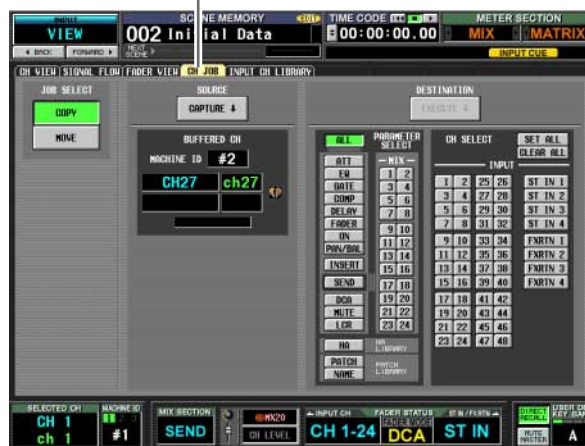 INPUT
VIEW
BACK
FORWARD
SCENE MEMORY
EDIT
002 Initial Data
NEXT SCENE
TIME CODE
00:00:00.00
METER SECTION
MIX
MATRIX
INPUT CUE
CH VIEW SIGNAL FLOW FADER VIEW CH JOB INPUT CH LIBRARY
JOB SELECT
COPY
MOVE
SOURCE
CAPTURE
BUFFERED CH
MACHINE ID #2
CH27 ch27
DESTINATION
EXECUTE
ALL
ATT
EQ
GATE
COMP
DELAY
FADER
ON
PAN/BAL
INSERT
SEND
DCA
MUTE
LCR
HA
HA LIBRARY
PATCH
NAME
PATCH LIBRARY
PARAMETER SELECT
MIX
1 2
3 4
5 6
7 8
9 10
11 12
13 14
15 16
17 18
19 20
21 22
23 24
CH SELECT
SET ALL
CLEAR ALL
INPUT
1 2 25 26 ST IN 1
3 4 27 28 ST IN 2
5 6 29 30 ST IN 3
7 8 31 32 ST IN 4
9 10 33 34 FXRTN 1
11 12 35 36 FXRTN 2
13 14 37 38 FXRTN 3
15 16 39 40 FXRTN 4
17 18 41 42
19 20 43 44
21 22 45 46
23 24 47 48
SELECTED CH
CH 1
ch 1
MACHINE ID
#1
MIX SECTION
SEND
MX20
CH LEVEL
INPUT CH
CH 1-24
FADER STATUS
FADER MODE
DCA
ST IN/FXRTN
ST IN
DIRECT RECALL
MUTE MASTER
A